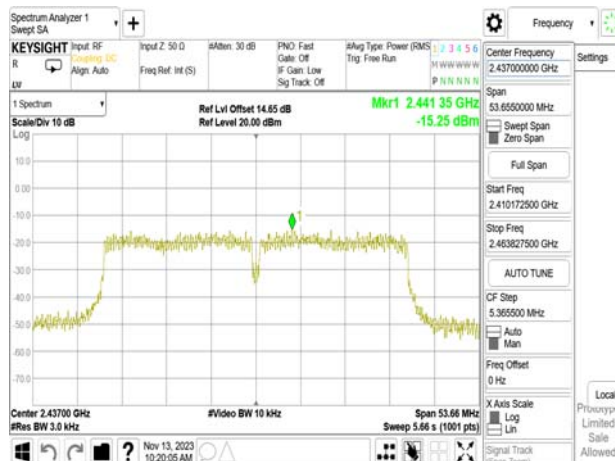 Spectrum Analyzer 1
Swept SA
Frequency
KEYSIGHT
R
Input: RF
Coupling: DC
Align: Auto
Input Z: 50 Ω
Freq Ref: Int (S)
#Atten: 30 dB
PNO: Fast
Gate: Off
IF Gain: Low
Sig Track: Off
#Avg Type: Power (RMS
Trig: Free Run
1 2 3 4 5 6
M W W W W W
P N N N N N
Center Frequency
2.437000000 GHz
Settings
Span
53.6550000 MHz
Swept Span
Zero Span
Full Span
Start Freq
2.410172500 GHz
Stop Freq
2.463827500 GHz
AUTO TUNE
CF Step
5.365500 MHz
Auto
Man
Freq Offset
0 Hz
X Axis Scale
Log
Lin
Signal Track
Local
Prototype
Limited
Sale
Allowed
1 Spectrum
Scale/Div 10 dB
Log
Ref Lvl Offset 14.65 dB
Ref Level 20.00 dBm
Mkr1 2.441 35 GHz
-15.25 dBm
1
10.0
0.00
-10.0
-20.0
-30.0
-40.0
-50.0
-60.0
-70.0
Center 2.43700 GHz
#Res BW 3.0 kHz
#Video BW 10 kHz
Span 53.66 MHz
Sweep 5.66 s (1001 pts)
?
Nov 13, 2023
10:20:05 AM